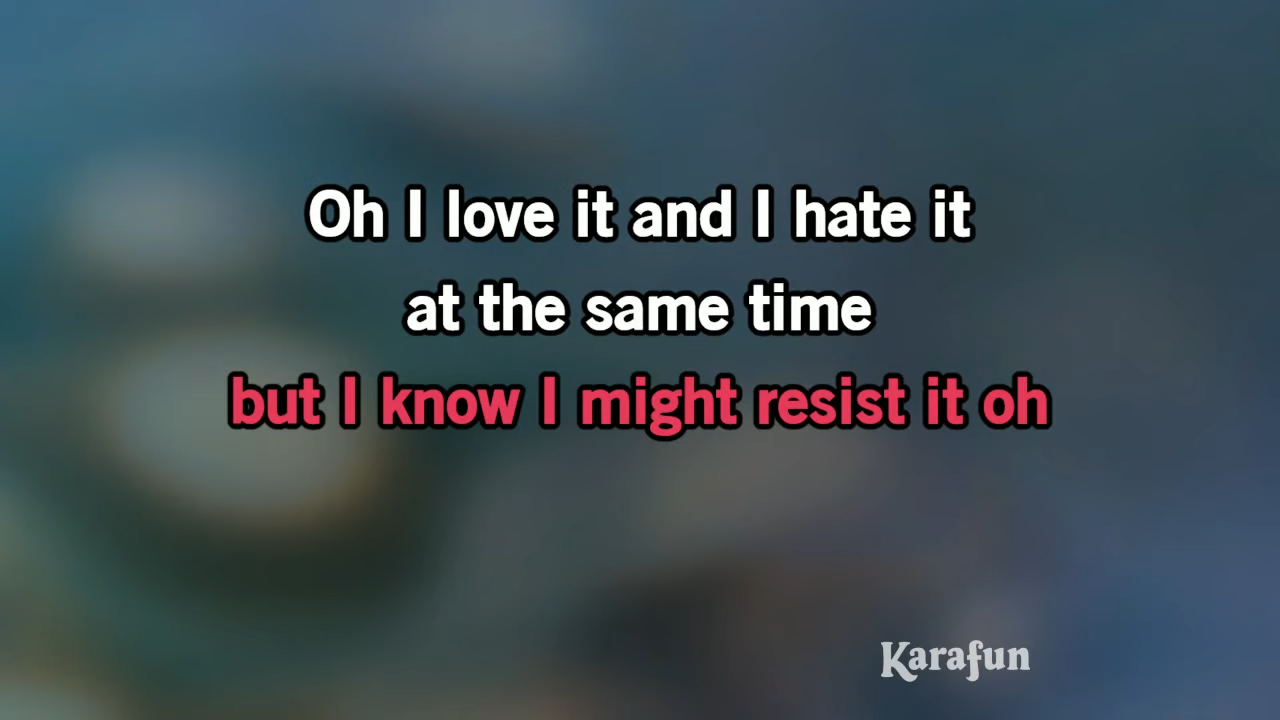 Oh I love it and I hate it
at the same time
but I know I might resist it oh
Karafun